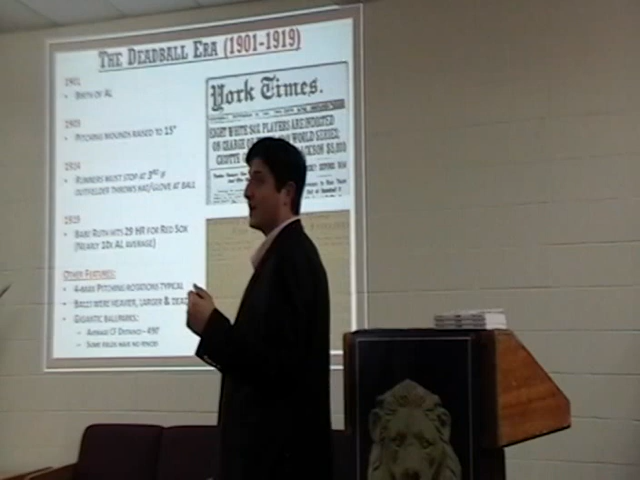 THE DEADBALL ERA (1901-1919)
1901
• BIRTH OF AL
1903
• PITCHING MOUNDS RAISED TO 15"
1914
• RUNNERS MUST STOP AT 3RD IF
OUTFIELDER THROWS HAT/GLOVE AT BALL
1919
• BABE RUTH HITS 29 HR FOR RED SOX
(NEARLY 10X AL AVERAGE)
OTHER FEATURES:
• 4-MAN PITCHING ROTATIONS TYPICAL
• BALLS WERE HEAVIER, LARGER & DEAD
• GIGANTIC BALLPARKS:
– AVERAGE CF DISTANCE
– SOME FIELDS HAVE NO FENCES
York Times.
EIGHT WHITE SOX PLAYERS ARE INDICTED
ON CHARGE OF WORLD SERIES;
JACKSON $5,000